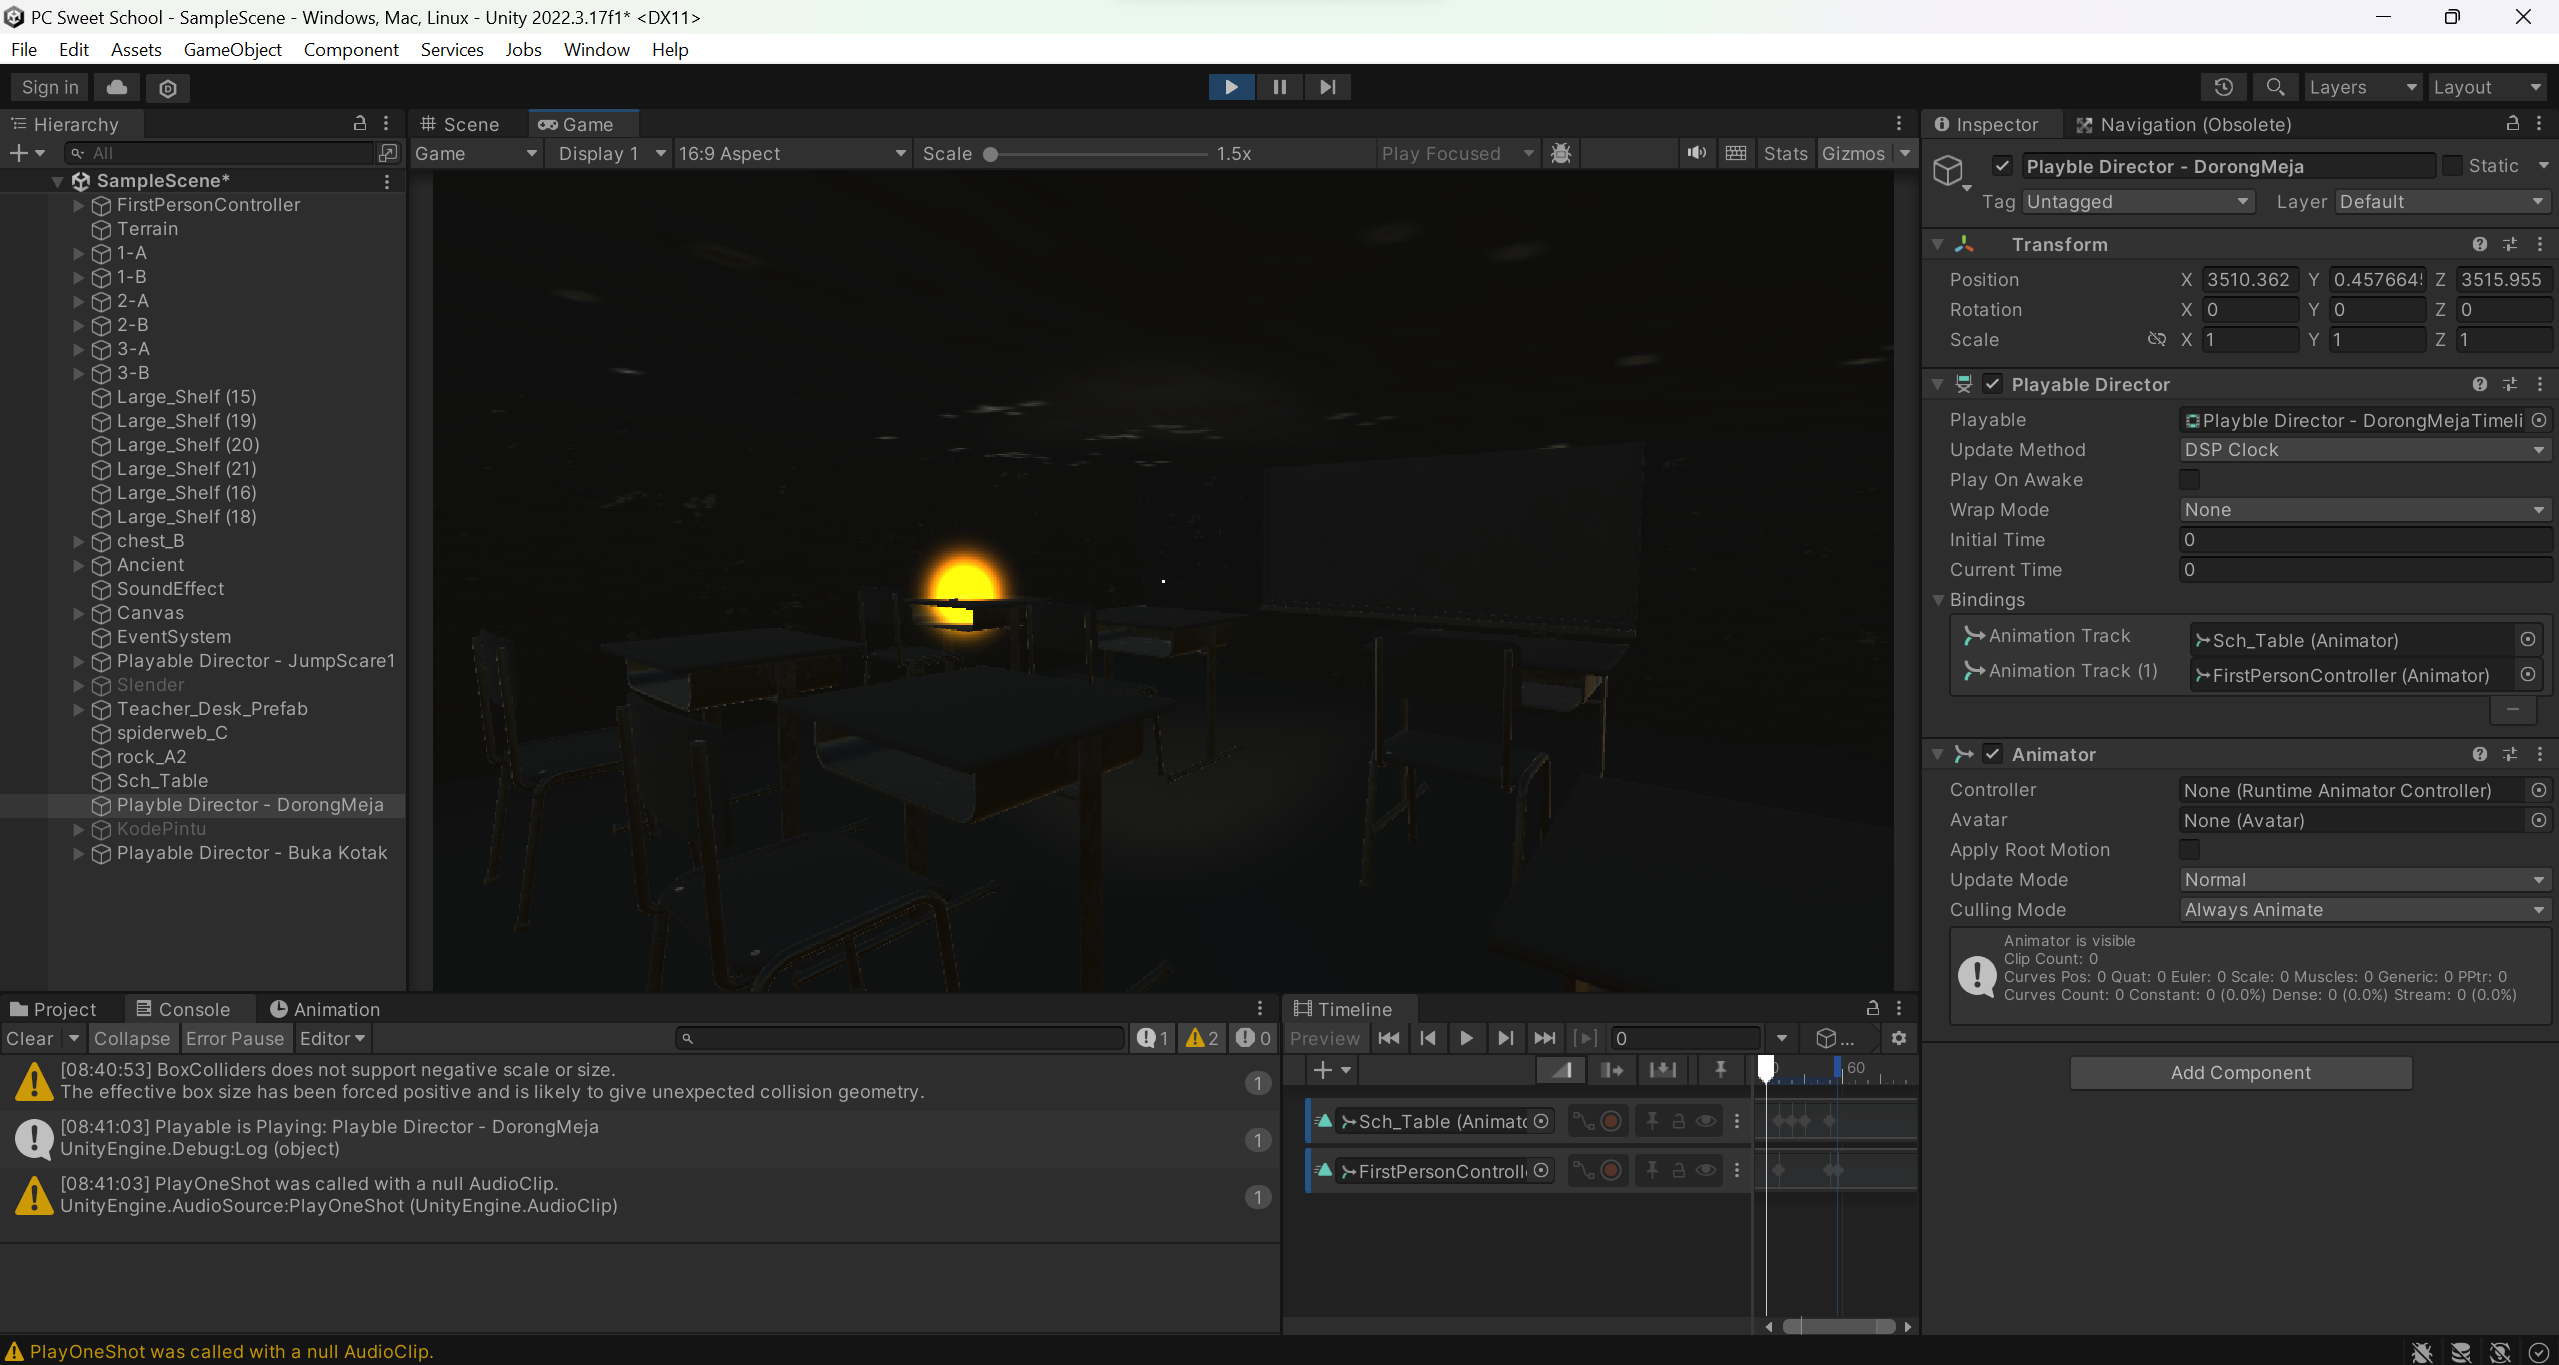 PC Sweet School - SampleScene - Windows, Mac, Linux - Unity 2022.3.17f1* <DX11>
File Edit Assets GameObject Component Services Jobs Window Help
Sign in
Layers Layout
Hierarchy
All
SampleScene*
FirstPersonController
Terrain
1-A
1-B
2-A
2-B
3-A
3-B
Large_Shelf (15)
Large_Shelf (19)
Large_Shelf (20)
Large_Shelf (21)
Large_Shelf (16)
Large_Shelf (18)
chest_B
Ancient
SoundEffect
Canvas
EventSystem
Playable Director - JumpScare1
Slender
Teacher_Desk_Prefab
spiderweb_C
rock_A2
Sch_Table
Playble Director - DorongMeja
KodePintu
Playable Director - Buka Kotak
Scene Game
Game Display 1 16:9 Aspect Scale 1.5x Play Focused Stats Gizmos
Inspector Navigation (Obsolete)
Playble Director - DorongMeja Static
Tag Untagged Layer Default
Transform
Position X 3510.362 Y 0.4576645 Z 3515.955
Rotation X 0 Y 0 Z 0
Scale X 1 Y 1 Z 1
Playable Director
Playable Playble Director - DorongMejaTimeli
Update Method DSP Clock
Play On Awake
Wrap Mode None
Initial Time 0
Current Time 0
Bindings
Animation Track Sch_Table (Animator)
Animation Track (1) FirstPersonController (Animator)
Animator
Controller None (Runtime Animator Controller)
Avatar None (Avatar)
Apply Root Motion
Update Mode Normal
Culling Mode Always Animate
Animator is visible
Clip Count: 0
Curves Pos: 0 Quat: 0 Euler: 0 Scale: 0 Muscles: 0 Generic: 0 PPtr: 0
Curves Count: 0 Constant: 0 (0.0%) Dense: 0 (0.0%) Stream: 0 (0.0%)
Add Component
Project Console Animation
Clear Collapse Error Pause Editor 1 2 0
[08:40:53] BoxColliders does not support negative scale or size.
The effective box size has been forced positive and is likely to give unexpected collision geometry.
1
[08:41:03] Playable is Playing: Playble Director - DorongMeja
UnityEngine.Debug:Log (object)
1
[08:41:03] PlayOneShot was called with a null AudioClip.
UnityEngine.AudioSource:PlayOneShot (UnityEngine.AudioClip)
1
Timeline
Preview 0 ...
60
Sch_Table (Animato
FirstPersonControll
PlayOneShot was called with a null AudioClip.